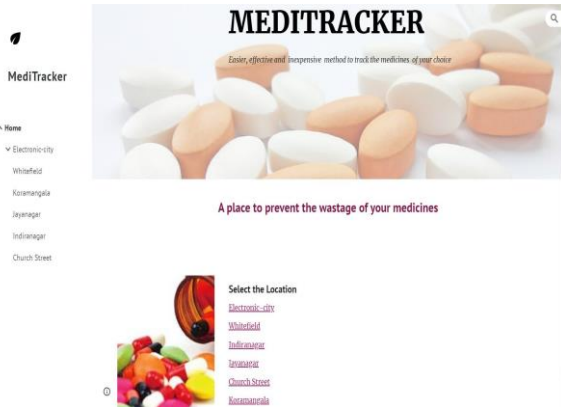 MediTracker
Home
Electronic-city
Whitefield
Koramangala
Jayanagar
Indiranagar
Church Street
MEDITRACKER
Easier, effective and inexpensive method to track the medicines of your choice
A place to prevent the wastage of your medicines
Select the Location
Electronic-city
Whitefield
Indiranagar
Jayanagar
Church Street
Koramangala